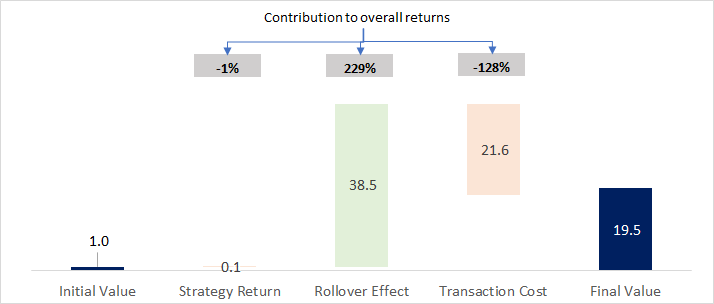 Contribution to overall returns
-1%
229%
-128%
1.0
0.1
38.5
21.6
19.5
Initial Value
Strategy Return
Rollover Effect
Transaction Cost
Final Value